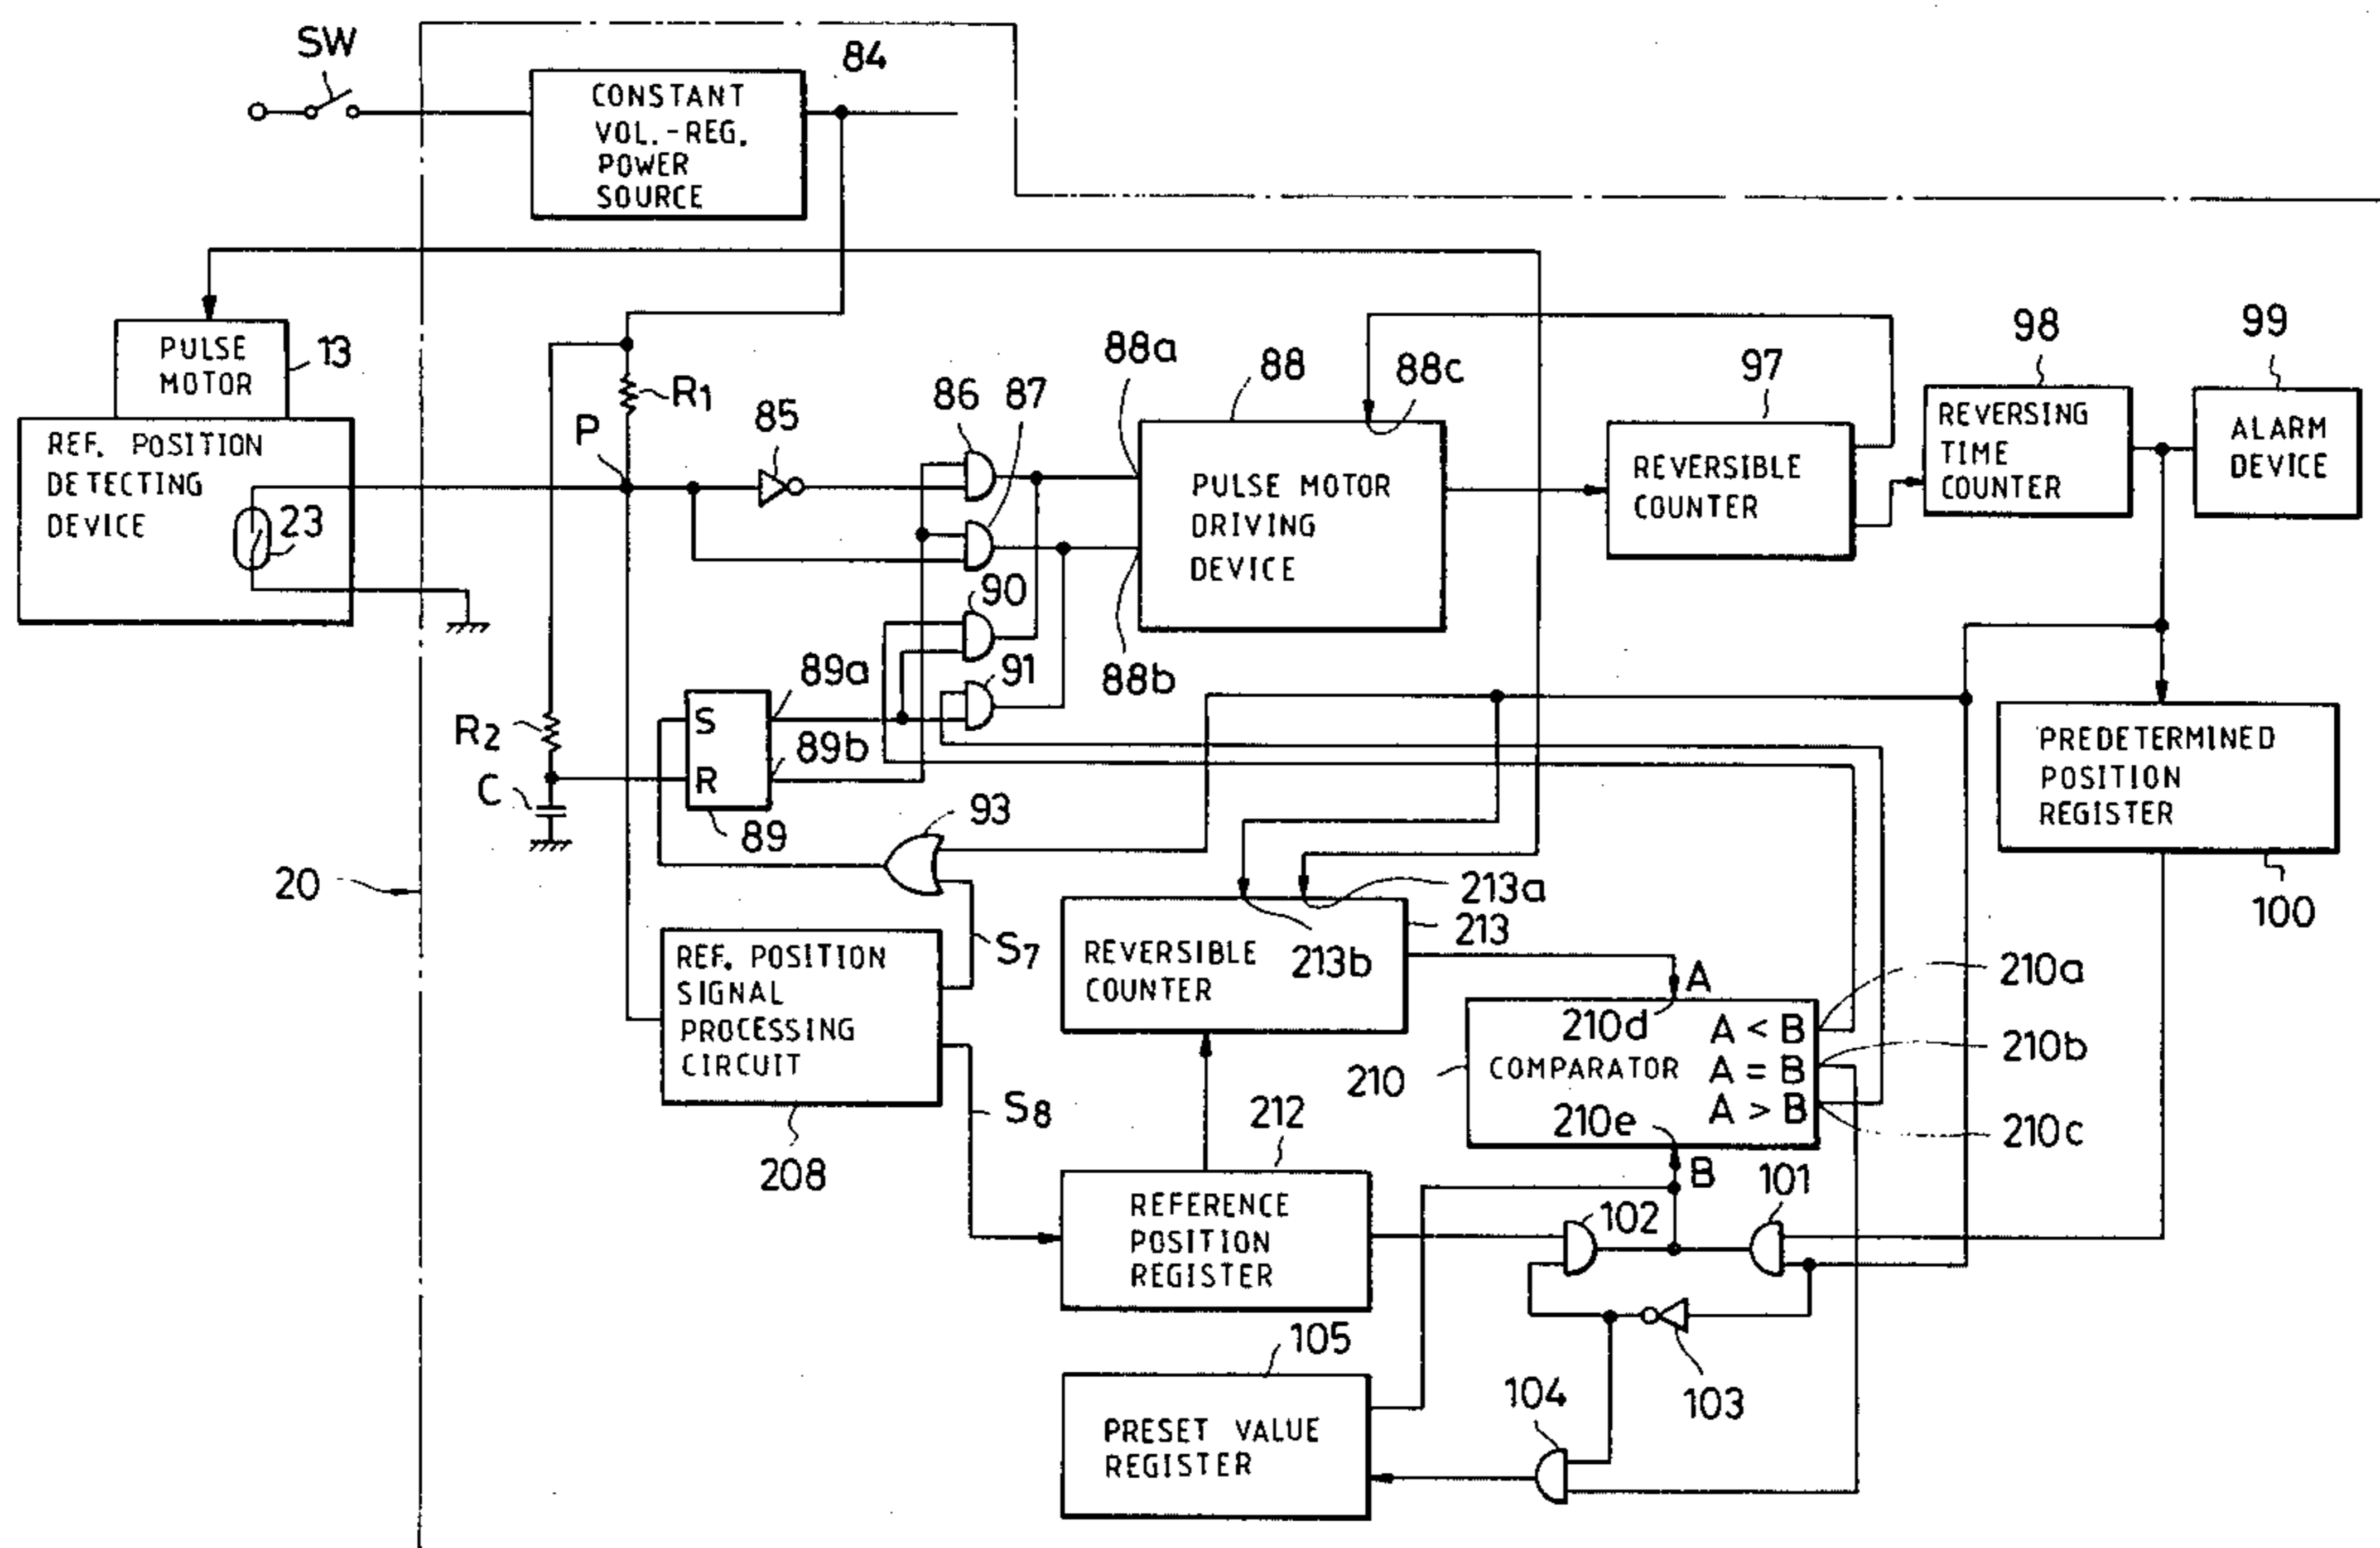 SW
84
CONSTANT
VOL.-REG.
POWER
SOURCE
PULSE
MOTOR
13
REF. POSITION
DETECTING
DEVICE
23
P
R1
85
86
87
88a
88
88c
97
98
99
PULSE MOTOR
DRIVING
DEVICE
REVERSIBLE
COUNTER
REVERSING
TIME
COUNTER
ALARM
DEVICE
90
91
88b
R2
C
S
R
89a
89b
89
93
20
PREDETERMINED
POSITION
REGISTER
100
213a
213
REVERSIBLE
COUNTER
213b
S7
REF. POSITION
SIGNAL
PROCESSING
CIRCUIT
208
S8
A
210d
A < B
210a
210
COMPARATOR
A = B
210b
A > B
210e
210c
B
212
REFERENCE
POSITION
REGISTER
102
101
103
105
104
PRESET VALUE
REGISTER